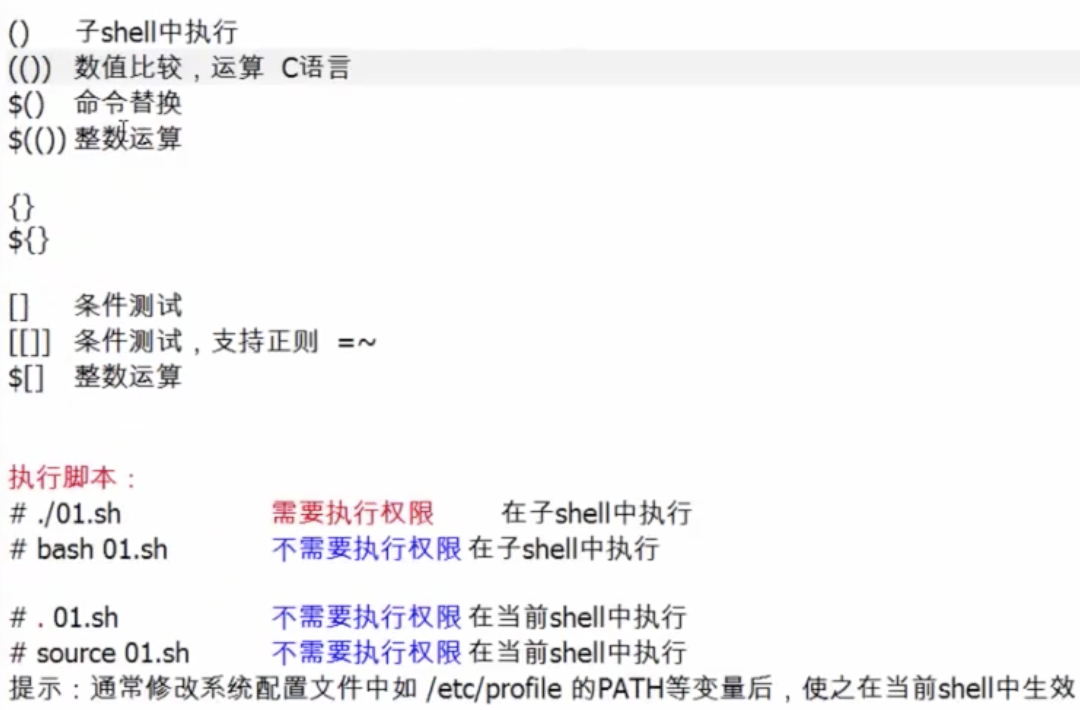 () 子shell中执行
(()) 数值比较，运算 C语言
$() 命令替换
$(()) 整数运算
{}
${}
[] 条件测试
[[]] 条件测试，支持正则 =~
$[] 整数运算
执行脚本：
# ./01.sh 需要执行权限 在子shell中执行
# bash 01.sh 不需要执行权限 在子shell中执行
# . 01.sh 不需要执行权限 在当前shell中执行
# source 01.sh 不需要执行权限 在当前shell中执行
提示：通常修改系统配置文件中如 /etc/profile 的PATH等变量后，使之在当前shell中生效